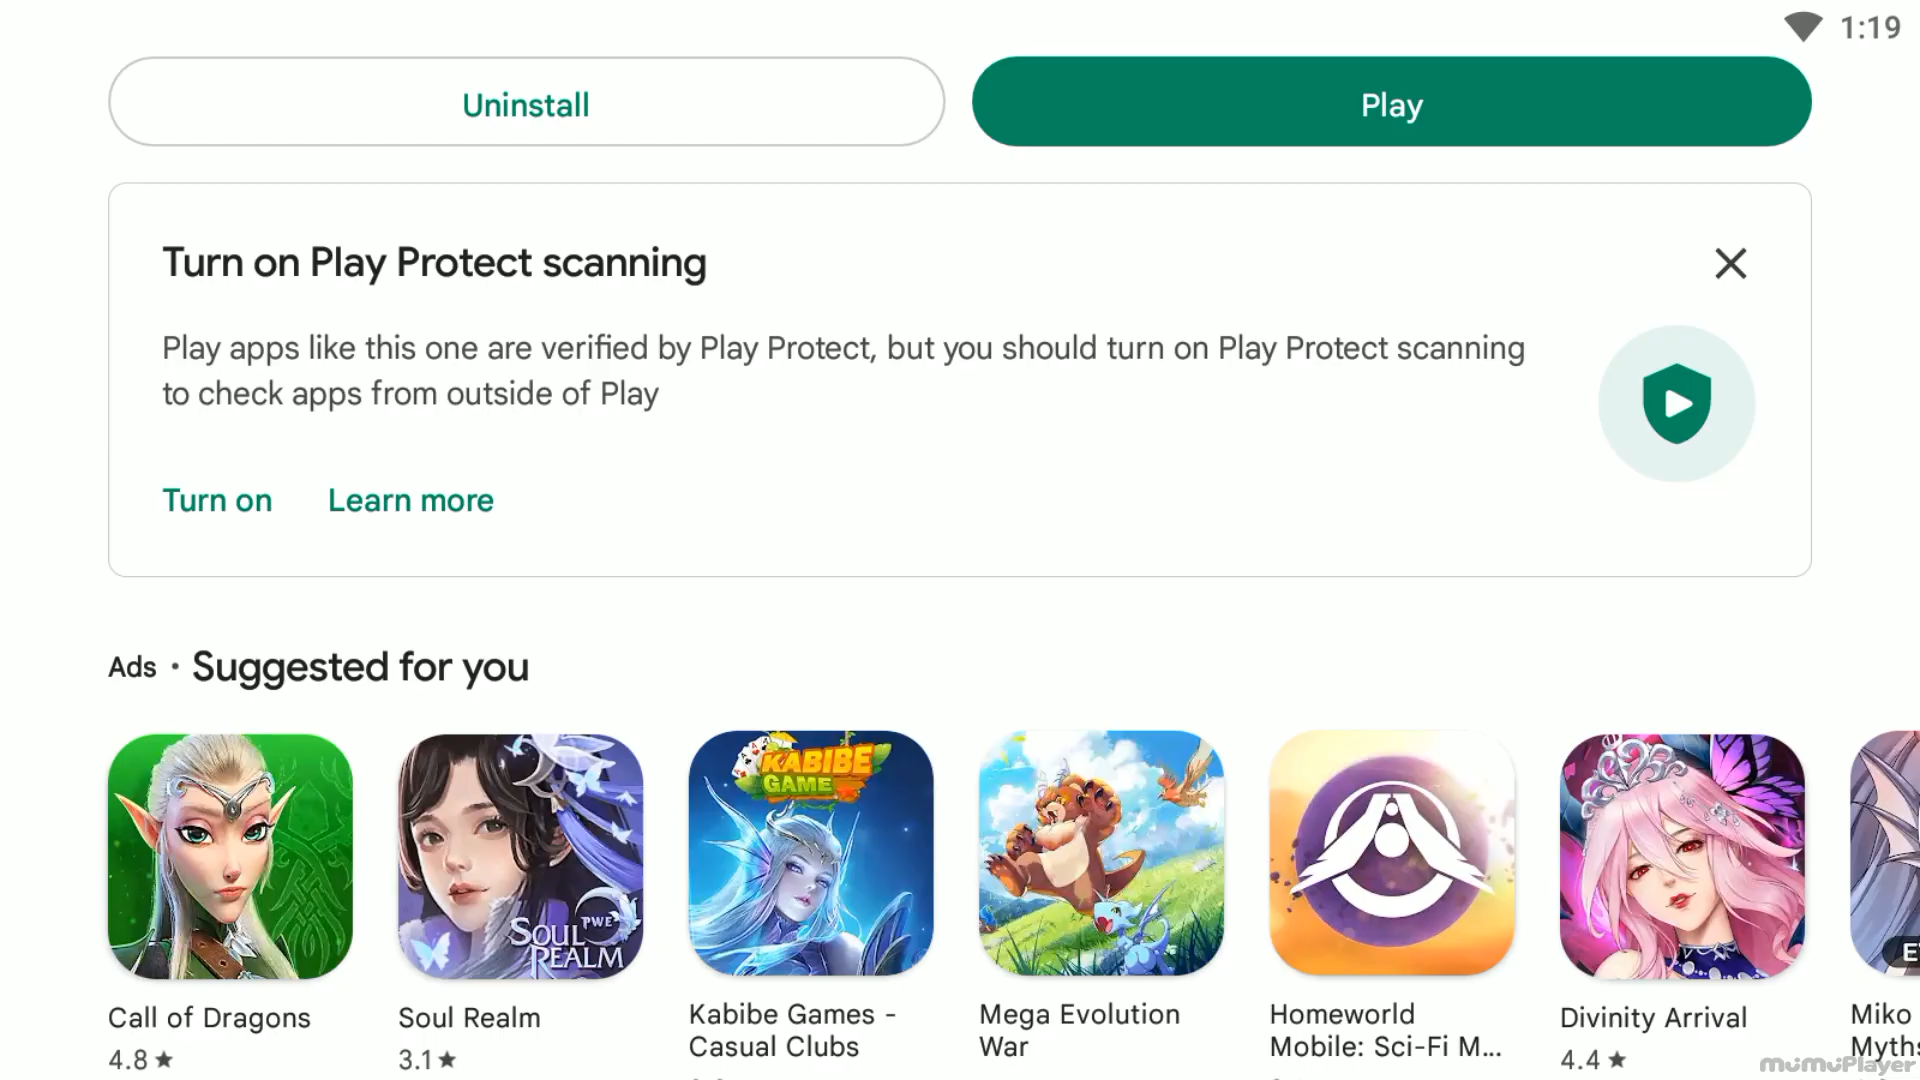 1:19
Uninstall
Play
Turn on Play Protect scanning
Play apps like this one are verified by Play Protect, but you should turn on Play Protect scanning
to check apps from outside of Play
Turn on
Learn more
Ads • Suggested for you
KABIBE
GAME
PWE
SOUL
REALM
Call of Dragons
4.8 ★
Soul Realm
3.1 ★
Kabibe Games -
Casual Clubs
Mega Evolution
War
Homeworld
Mobile: Sci-Fi M...
Divinity Arrival
4.4 ★
Miko
MuMuPlayer